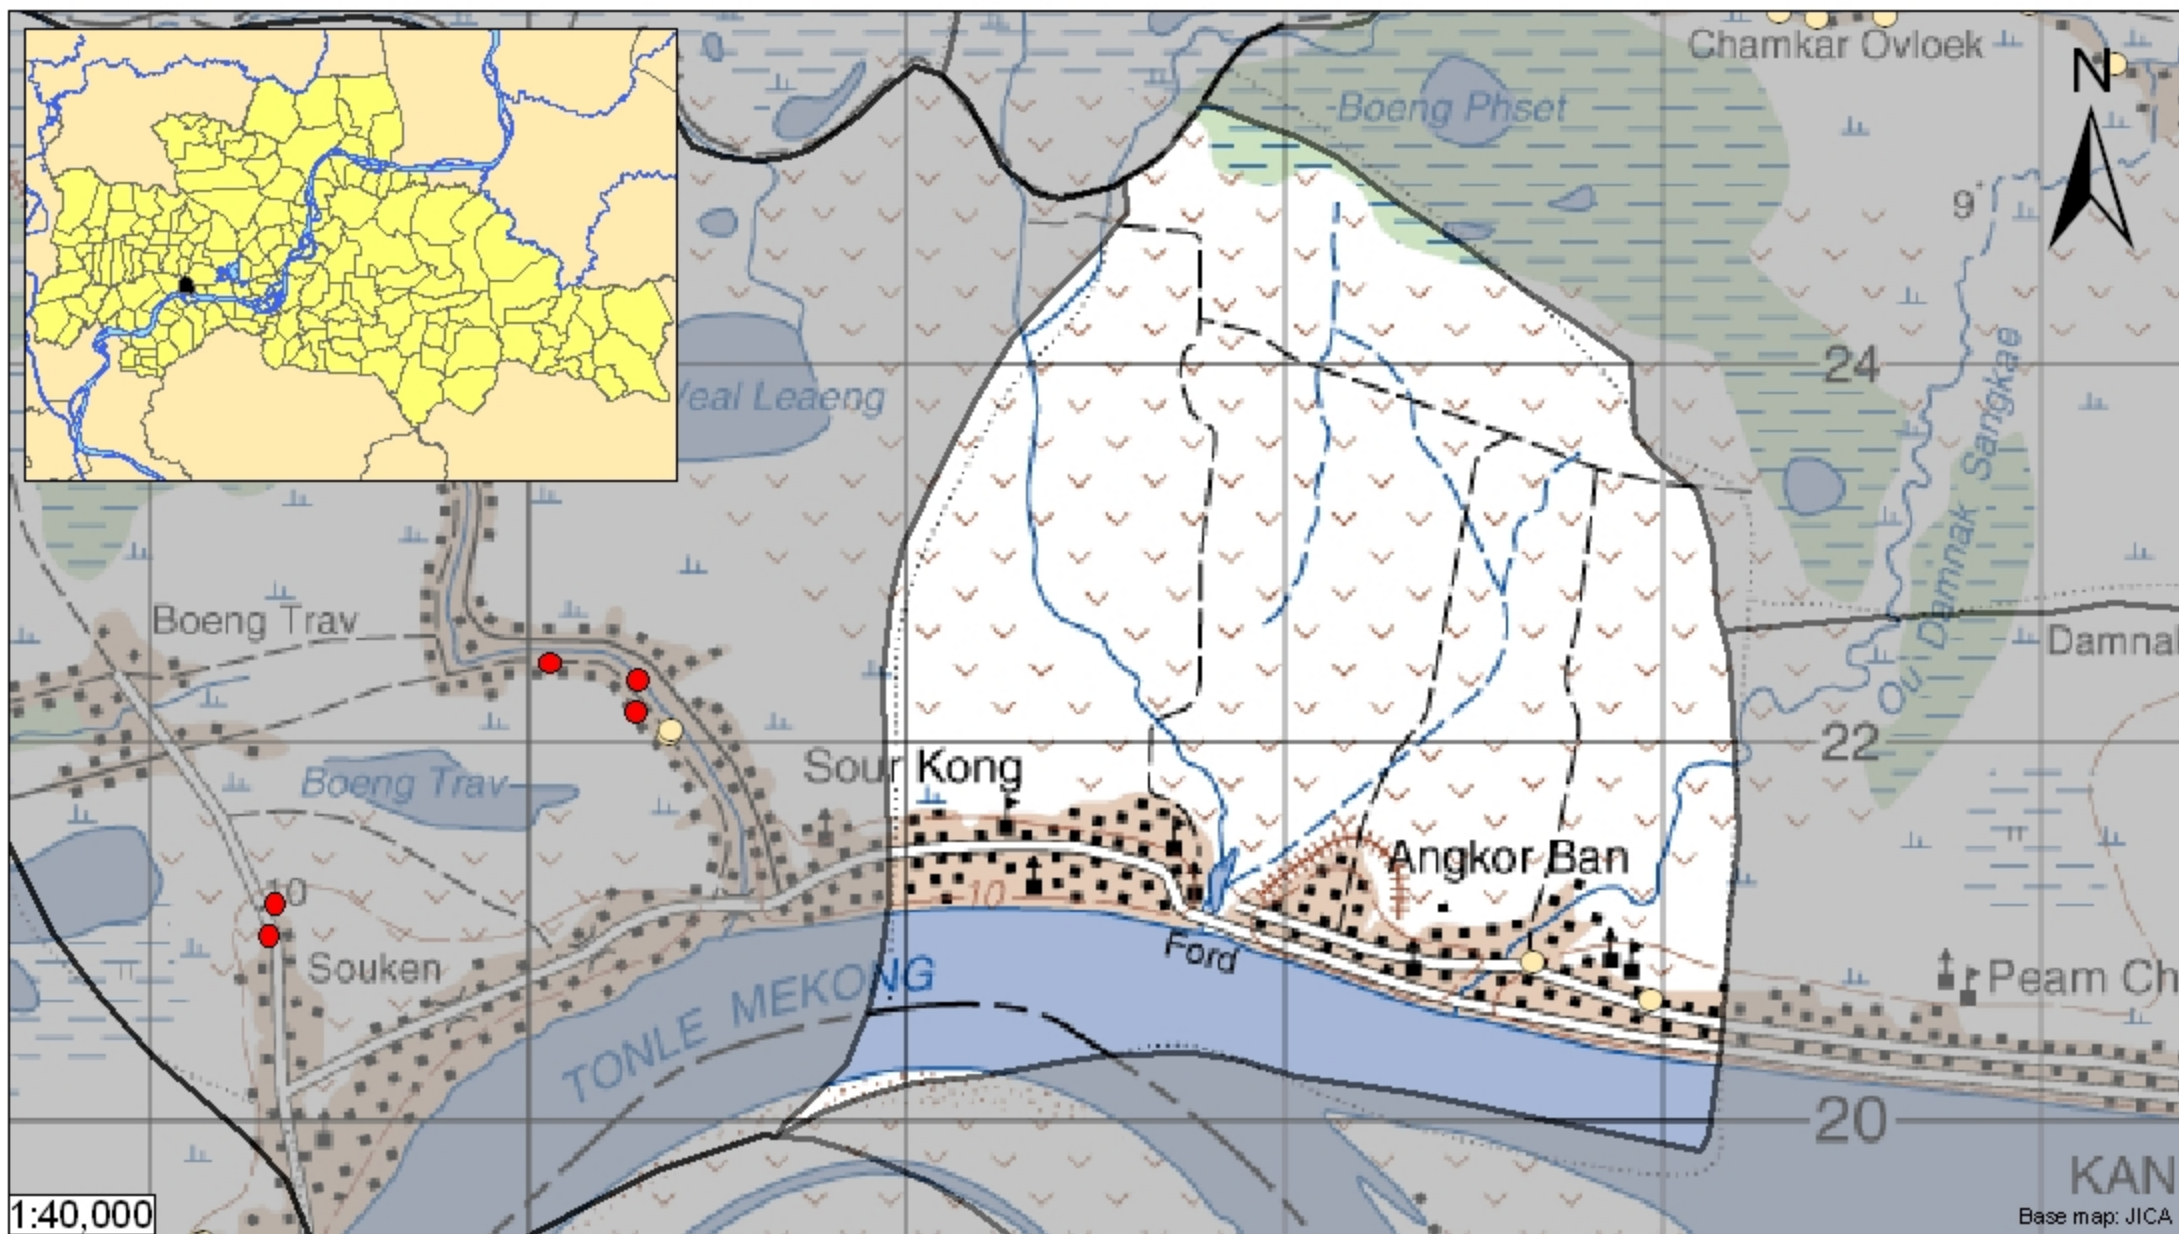 Chamkar Ovloek
N
Boeng Phset
9
24
Veal Leaeng
Ou Damnak Sangkae
Boeng Trav
Damnak
22
Sour Kong
Boeng Trav
Angkor Ban
10
10
Ford
Souken
TONLE MEKONG
Peam Ch
20
KAN
1:40,000
Base map: JICA